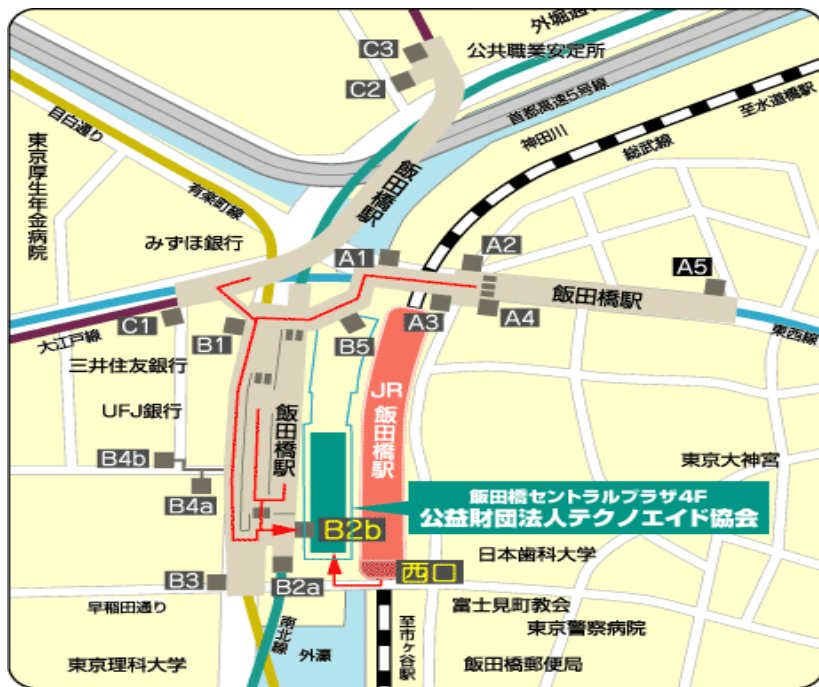 外堀通り
C3
公共職業安定所
C2
首都高速5号線
至水道橋駅
神田川
総武線
目白通り
東京厚生年金病院
飯田橋駅
有楽町線
みずほ銀行
A1
A2
A5
飯田橋駅
C1
大江戸線
B1
B5
A3
A4
東西線
三井住友銀行
JR飯田橋駅
UFJ銀行
飯田橋駅
B4b
東京大神宮
B4a
飯田橋セントラルプラザ4F
公益財団法人テクノエイド協会
B2b
日本歯科大学
B3
B2a
西口
早稲田通り
富士見町教会
東京警察病院
南北線
外濠
至市ヶ谷駅
東京理科大学
飯田橋郵便局